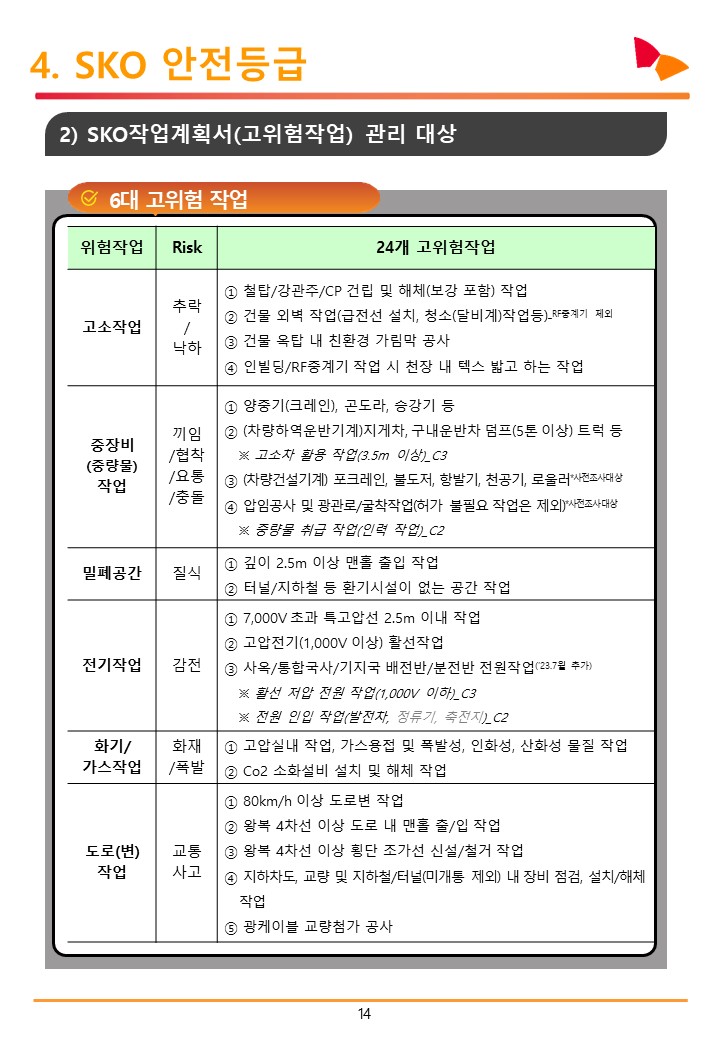 4. SKO 안전등급
2) SKO작업계획서(고위험작업) 관리 대상
6대 고위험 작업
위험작업 Risk 24개 고위험작업
고소작업
추락
/
낙하
① 철탑/강관주/CP 건립 및 해체(보강 포함) 작업
② 건물 외벽 작업(급전선 설치, 청소(달비계)작업등)-RF중계기 제외
③ 건물 옥탑 내 친환경 가림막 공사
④ 인빌딩/RF중계기 작업 시 천장 내 텍스 밟고 하는 작업
중장비
(중량물)
작업
끼임
/협착
/요통
/충돌
① 양중기(크레인), 곤도라, 승강기 등
② (차량하역운반기계)지게차, 구내운반차 덤프(5톤 이상) 트럭 등
※ 고소차 활용 작업(3.5m 이상)_C3
③ (차량건설기계) 포크레인, 불도저, 항발기, 천공기, 로울러*사전조사대상
④ 압입공사 및 광관로/굴착작업(허가 불필요 작업은 제외)*사전조사대상
※ 중량물 취급 작업(인력 작업)_C2
밀폐공간
질식
① 깊이 2.5m 이상 맨홀 출입 작업
② 터널/지하철 등 환기시설이 없는 공간 작업
전기작업
감전
① 7,000V 초과 특고압선 2.5m 이내 작업
② 고압전기(1,000V 이상) 활선작업
③ 사옥/통합국사/기지국 배전반/분전반 전원작업('23.7월 추가)
※ 활선 저압 전원 작업(1,000V 이하)_C3
※ 전원 인입 작업(발전차, 정류기, 축전지)_C2
화기/
가스작업
화재
/폭발
① 고압실내 작업, 가스용접 및 폭발성, 인화성, 산화성 물질 작업
② Co2 소화설비 설치 및 해체 작업
도로(변)
작업
교통
사고
① 80km/h 이상 도로변 작업
② 왕복 4차선 이상 도로 내 맨홀 출/입 작업
③ 왕복 4차선 이상 횡단 조가선 신설/철거 작업
④ 지하차도, 교량 및 지하철/터널(미개통 제외) 내 장비 점검, 설치/해체
작업
⑤ 광케이블 교량첨가 공사
14